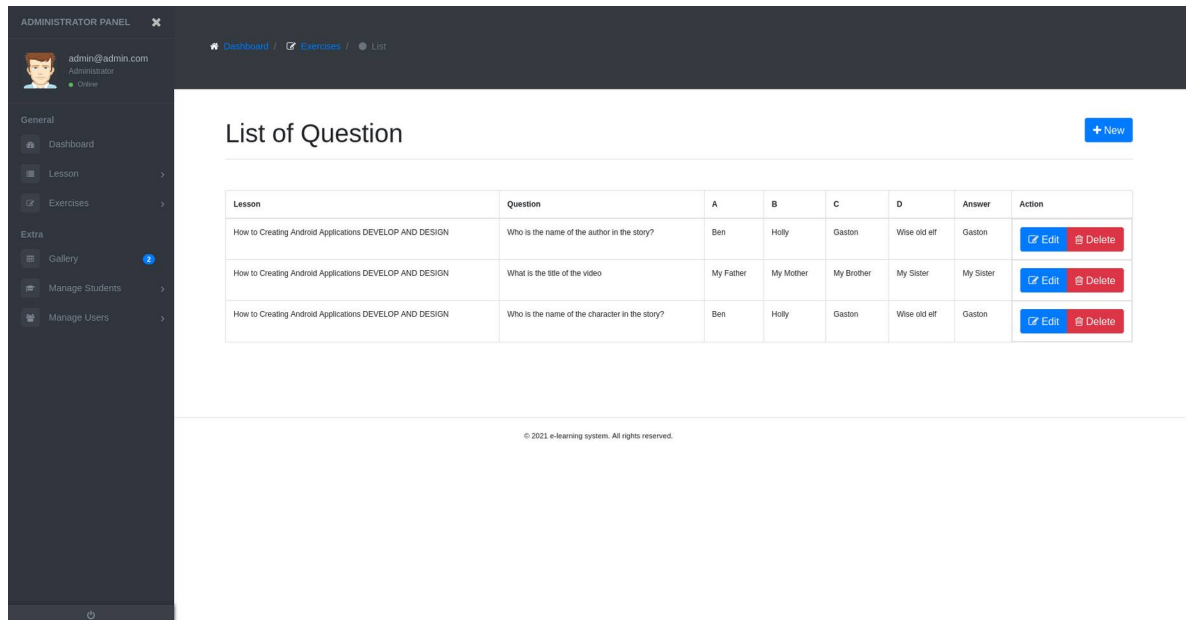 ADMINISTRATOR PANEL
admin@admin.com
Administrator
Online
General
Dashboard
Lesson
Exercises
Extra
Gallery 2
Manage Students
Manage Users
Dashboard / Exercises / List
List of Question
New
Lesson Question A B C D Answer Action
How to Creating Android Applications DEVELOP AND DESIGN Who is the name of the author in the story? Ben Holly Gaston Wise old elf Gaston Edit Delete
How to Creating Android Applications DEVELOP AND DESIGN What is the title of the video My Father My Mother My Brother My Sister My Sister Edit Delete
How to Creating Android Applications DEVELOP AND DESIGN Who is the name of the character in the story? Ben Holly Gaston Wise old elf Gaston Edit Delete
© 2021 e-learning system. All rights reserved.